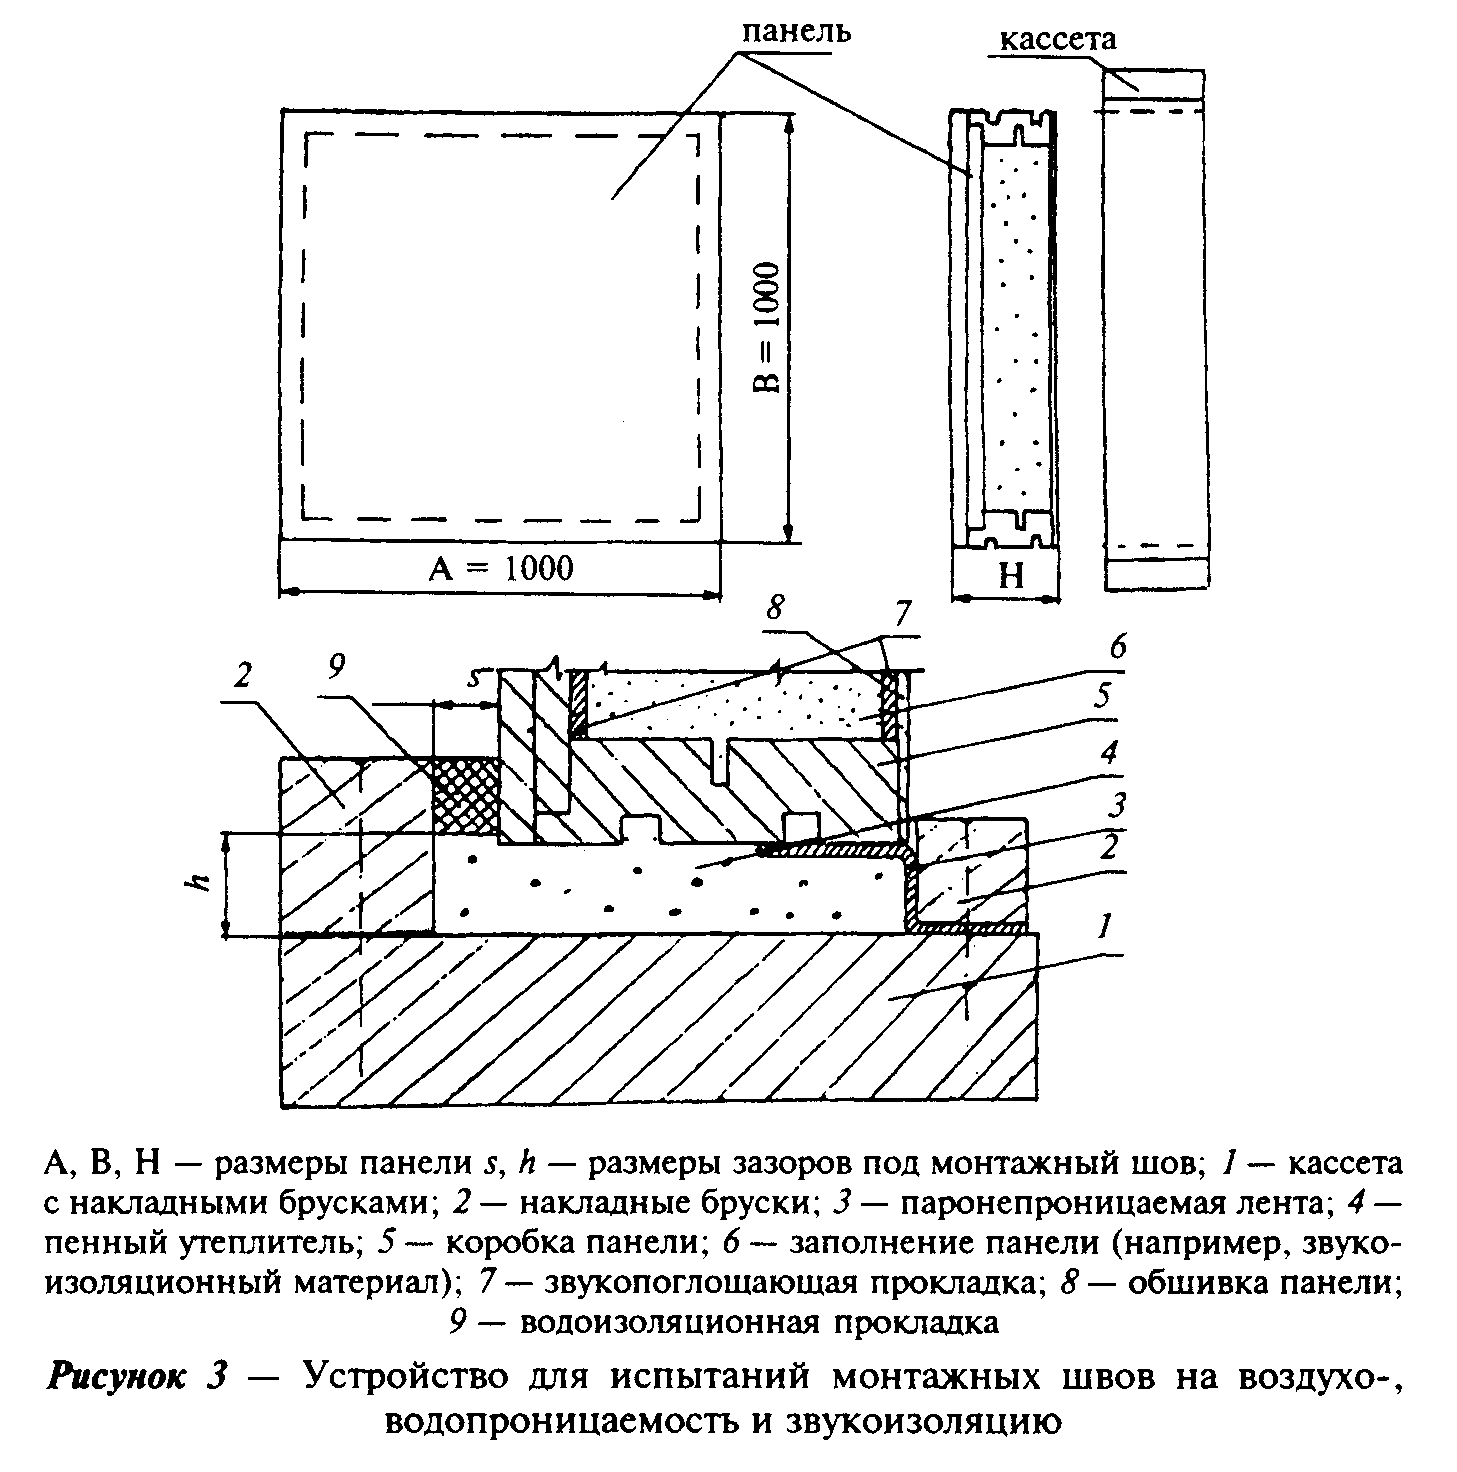 панель
кассета
B = 1000
A = 1000
H
8
7
2
9
s
6
5
4
3
2
h
1
A, B, H — размеры панели s, h — размеры зазоров под монтажный шов; 1 — кассета
с накладными брусками; 2 — накладные бруски; 3 — паронепроницаемая лента; 4 —
пенный утеплитель; 5 — коробка панели; 6 — заполнение панели (например, звуко-
изоляционный материал); 7 — звукопоглощающая прокладка; 8 — обшивка панели;
9 — водоизоляционная прокладка
Рисунок 3 — Устройство для испытаний монтажных швов на воздухо-,
водопроницаемость и звукоизоляцию